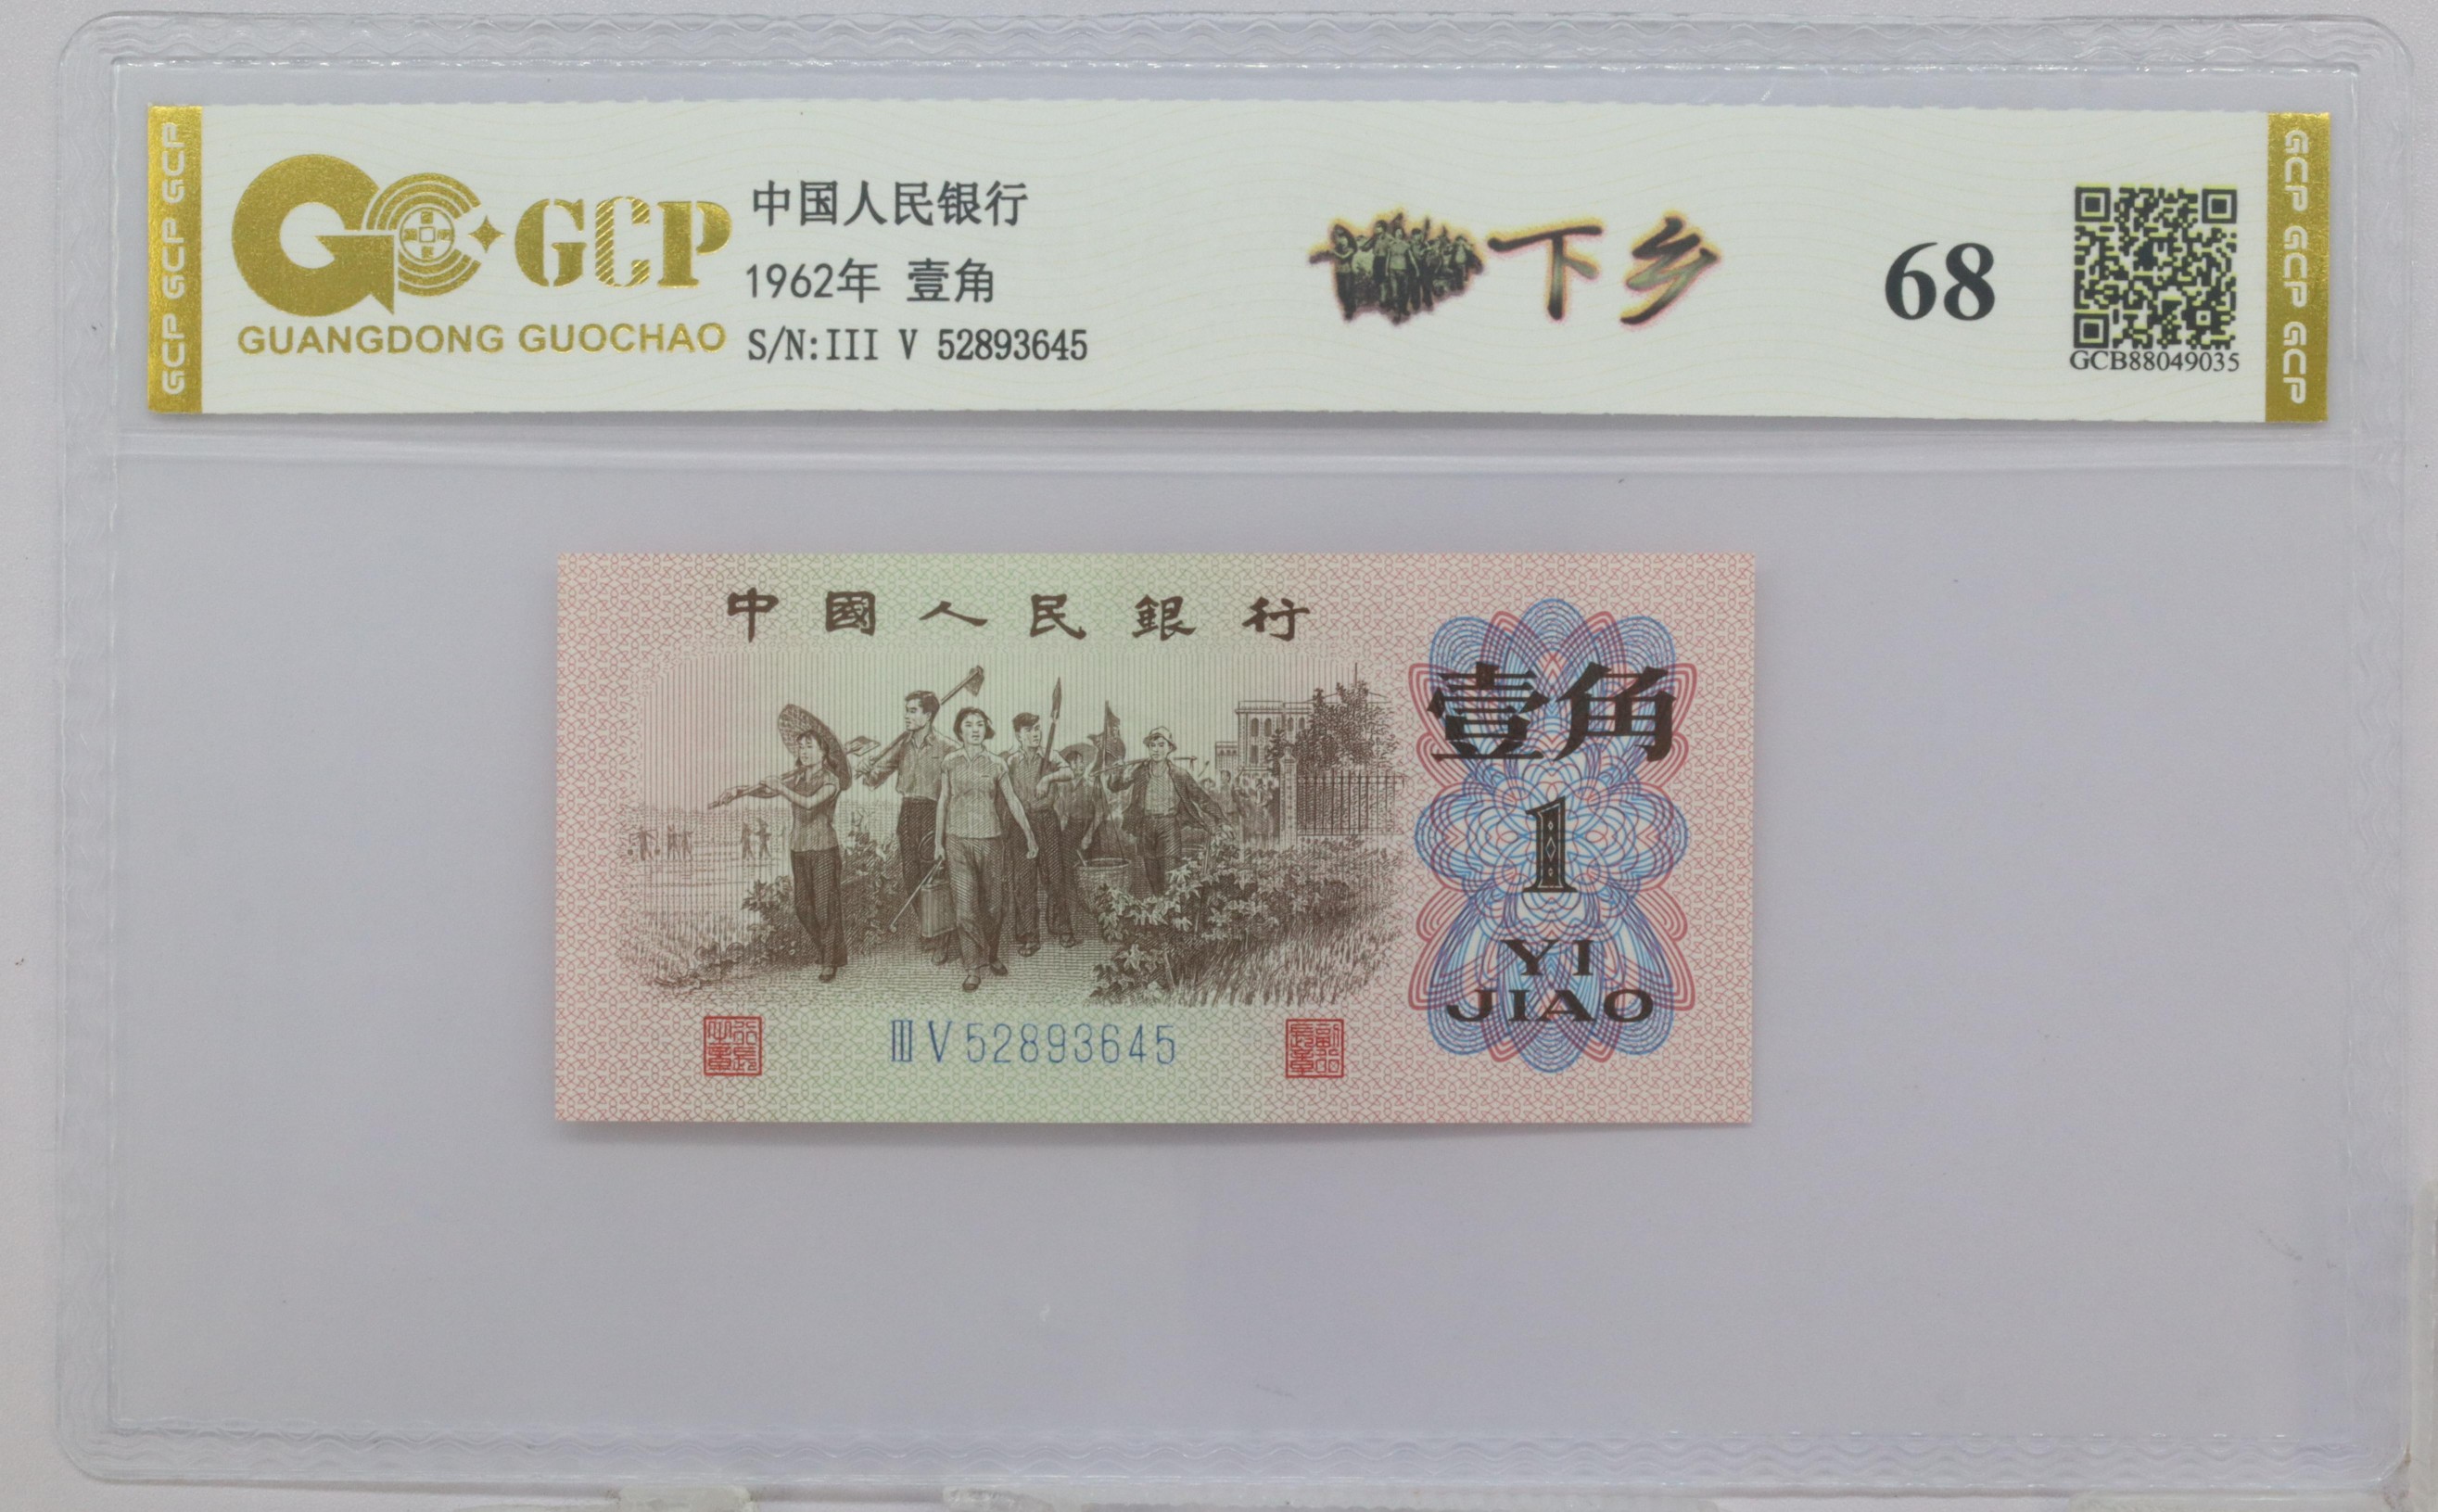 GCP GCP GCP
GCP
GUANGDONG GUOCHAO
中国人民银行
1962年 壹角
S/N:III V 52893645
下乡
68
GCB88049035
GCP GCP GCP
中國人民銀行
壹角
1
YI
JIAO
III V 52893645